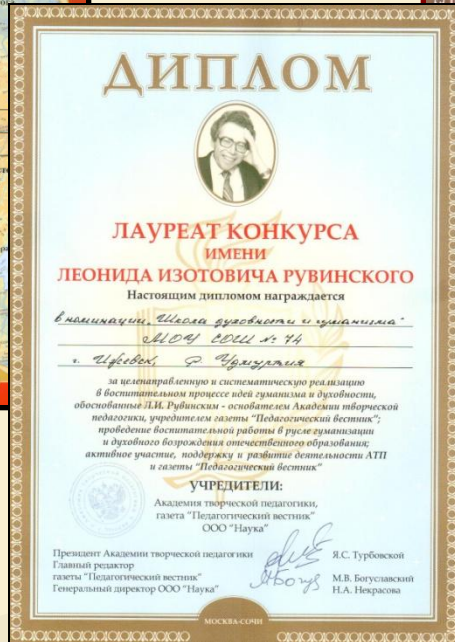 ДИПЛОМ
ЛАУРЕАТ КОНКУРСА
ИМЕНИ
ЛЕОНИДА ИЗОТОВИЧА РУВИНСКОГО
Настоящим дипломом награждается
в номинации „Школа духовности и гуманизма"
МОУ СОШ № 74
г. Ижевск, Р. Удмуртия
за целенаправленную и систематическую реализацию
в воспитательном процессе идей гуманизма и духовности,
обоснованные Л.И. Рувинским - основателем Академии творческой
педагогики, учредителем газеты "Педагогический вестник";
проведение воспитательной работы в русле гуманизации
и духовного возрождения отечественного образования;
активное участие, поддержку и развитие деятельности АТП
и газеты "Педагогический вестник"
УЧРЕДИТЕЛИ:
Академия творческой педагогики,
газета "Педагогический вестник"
ООО "Наука"
Президент Академии творческой педагогики Я.С. Турбовской
Главный редактор
газеты "Педагогический вестник" М.В. Богуславский
Генеральный директор ООО "Наука" Н.А. Некрасова
МОСКВА-СОЧИ